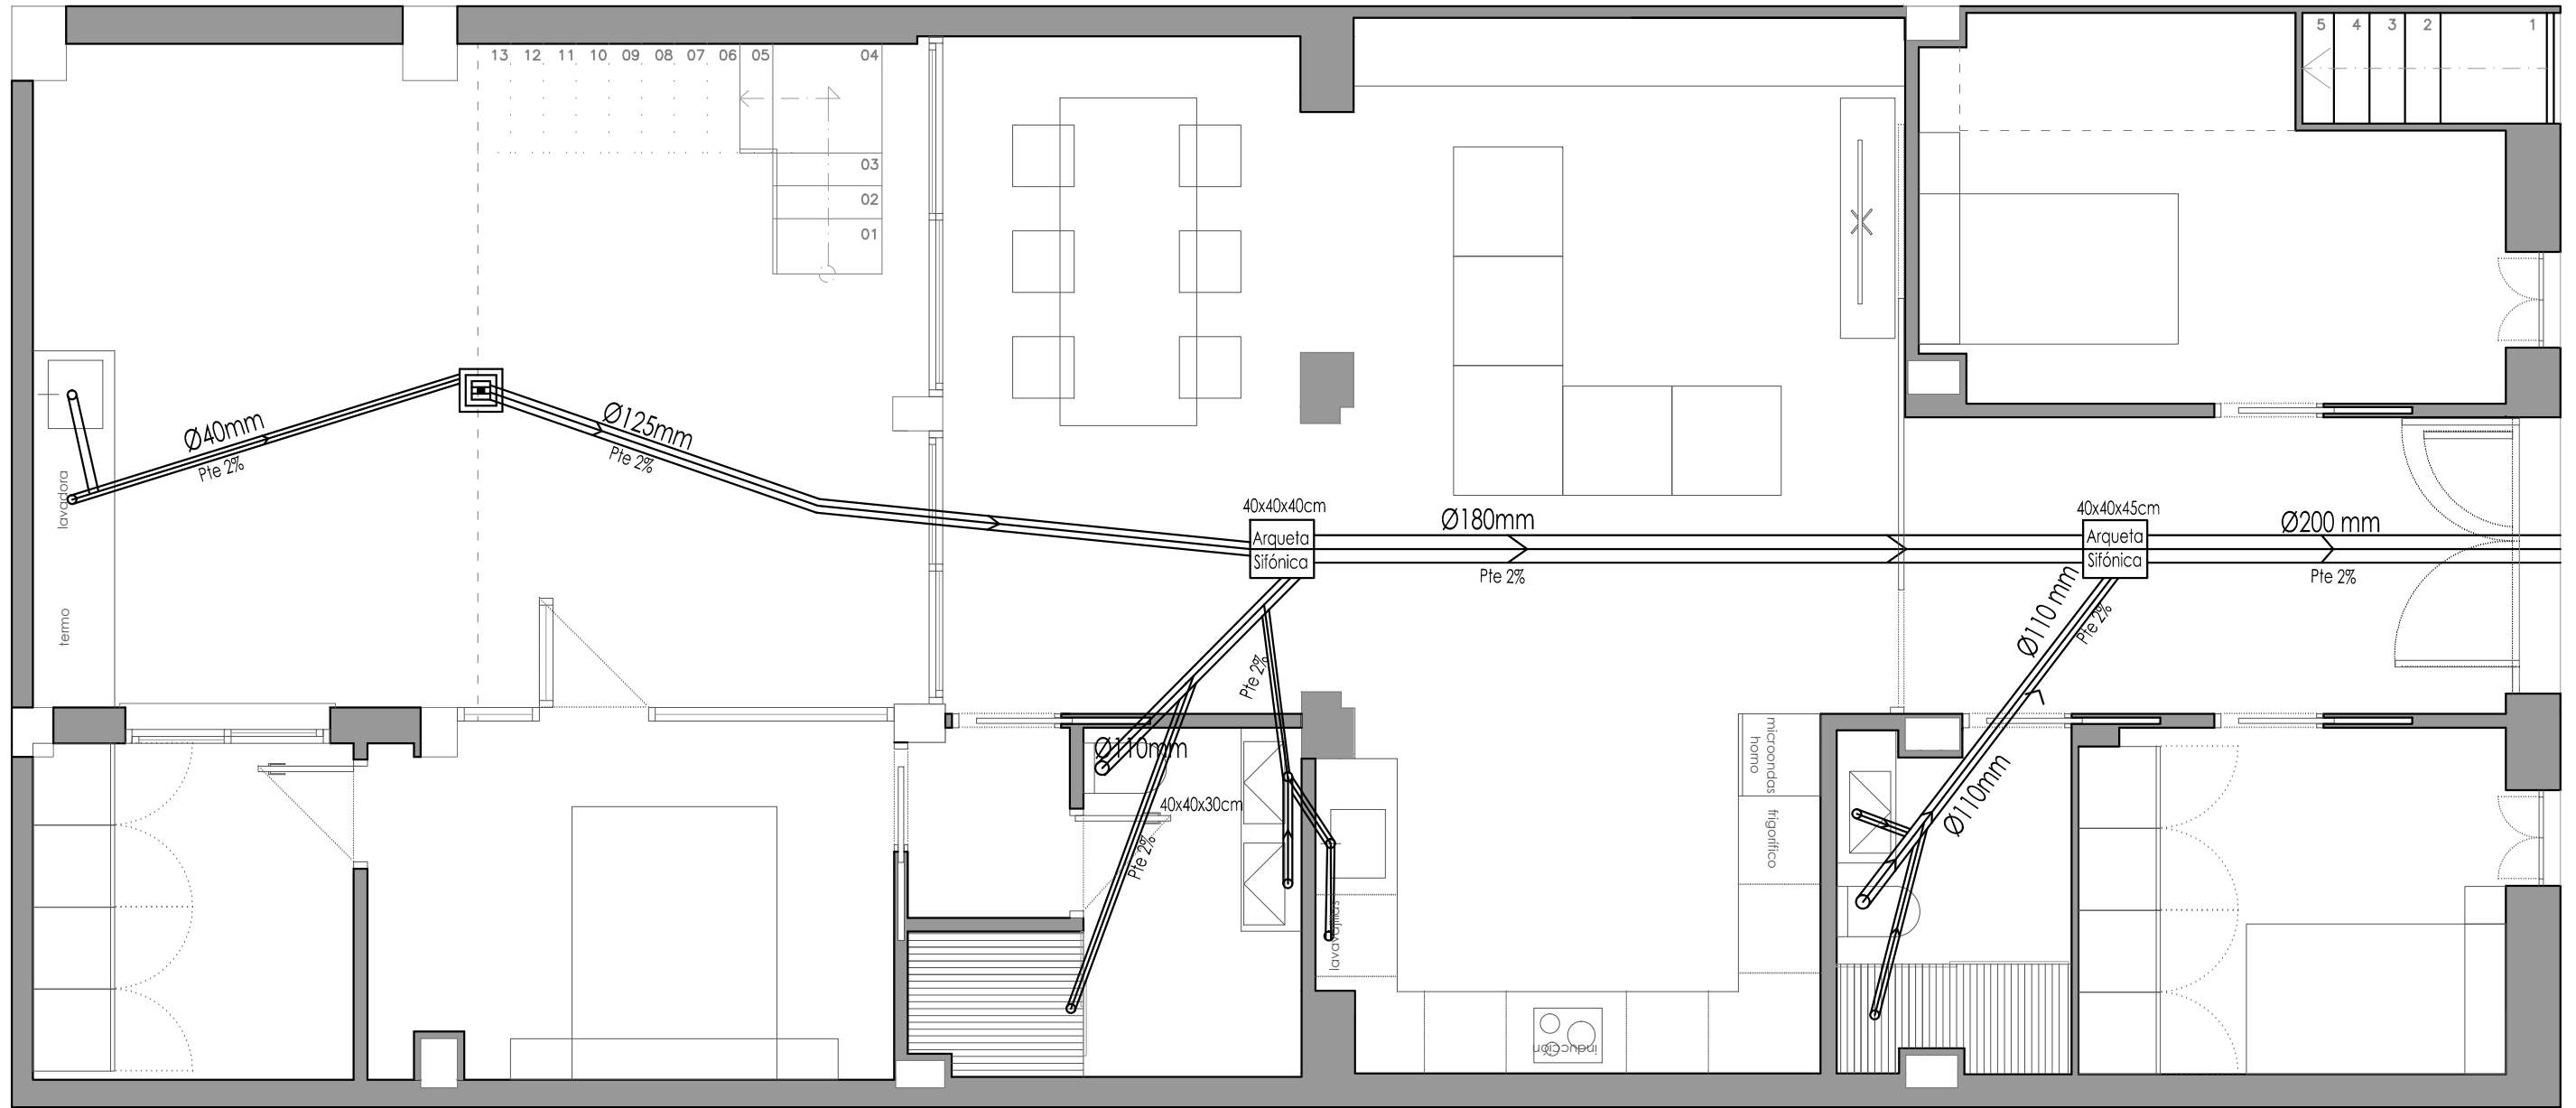 13 12 11 10 09 08 07 06 05 04
03
02
01
5 4 3 2 1
Ø40mm
Pte 2%
Ø125mm
Pte 2%
lavadora
termo
40x40x40cm
Arqueta
Sifónica
Ø180mm
Pte 2%
40x40x45cm
Arqueta
Sifónica
Ø200 mm
Pte 2%
Ø110 mm
Pte 2%
Pte 2%
Ø110mm
40x40x30cm
Pte 2%
microondas
horno
frigorífico
lavavajillas
inducción
Ø110mm